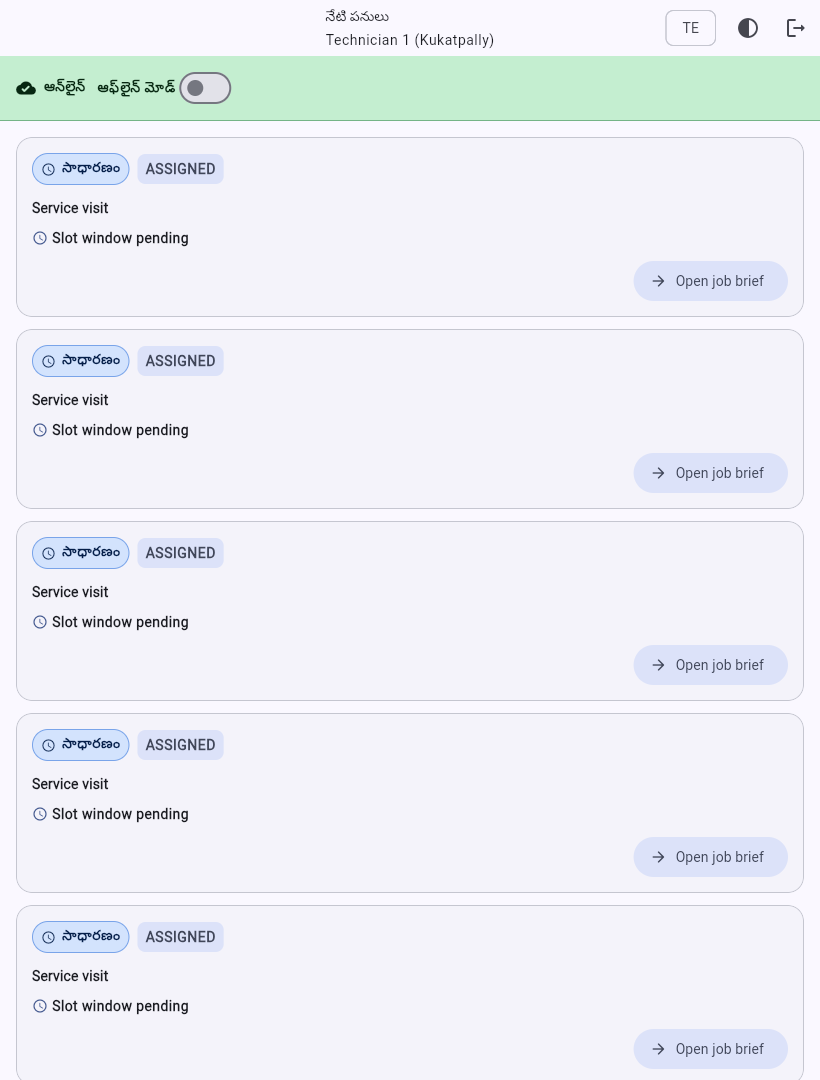 నేటి పనులు
Technician 1 (Kukatpally)
TE
ఆన్‌లైన్ ఆఫ్‌లైన్ మోడ్
సాధారణం ASSIGNED
Service visit
Slot window pending
Open job brief
సాధారణం ASSIGNED
Service visit
Slot window pending
Open job brief
సాధారణం ASSIGNED
Service visit
Slot window pending
Open job brief
సాధారణం ASSIGNED
Service visit
Slot window pending
Open job brief
సాధారణం ASSIGNED
Service visit
Slot window pending
Open job brief